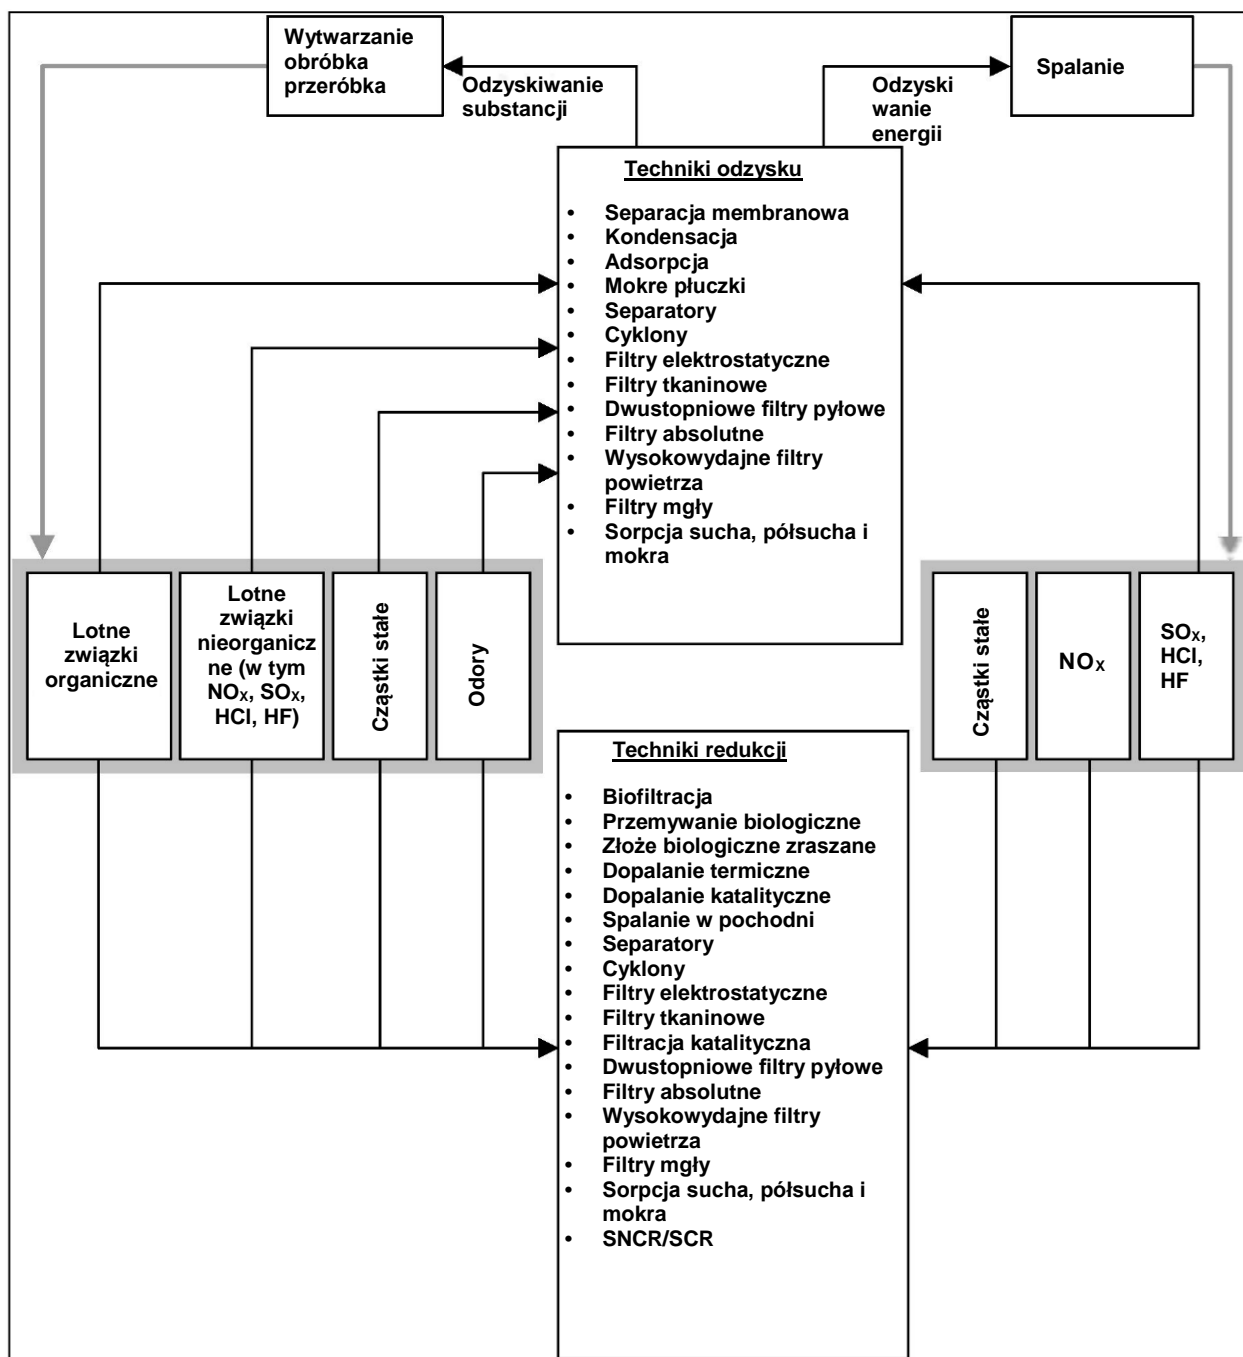 Wytwarzanie
obróbka
przeróbka
Odzyskiwanie
substancji
Odzyski
wanie
energii
Spalanie
Techniki odzysku
• Separacja membranowa
• Kondensacja
• Adsorpcja
• Mokre płuczki
• Separatory
• Cyklony
• Filtry elektrostatyczne
• Filtry tkaninowe
• Dwustopniowe filtry pyłowe
• Filtry absolutne
• Wysokowydajne filtry
powietrza
• Filtry mgły
• Sorpcja sucha, półsucha i
mokra
Lotne
związki
organiczne
Lotne
związki
nieorganicz
ne (w tym
NOX, SOX,
HCl, HF)
Cząstki stałe
Odory
Cząstki stałe
NOX
SOX,
HCl,
HF
Techniki redukcji
• Biofiltracja
• Przemywanie biologiczne
• Złoże biologiczne zraszane
• Dopalanie termiczne
• Dopalanie katalityczne
• Spalanie w pochodni
• Separatory
• Cyklony
• Filtry elektrostatyczne
• Filtry tkaninowe
• Filtracja katalityczna
• Dwustopniowe filtry pyłowe
• Filtry absolutne
• Wysokowydajne filtry
powietrza
• Filtry mgły
• Sorpcja sucha, półsucha i
mokra
• SNCR/SCR